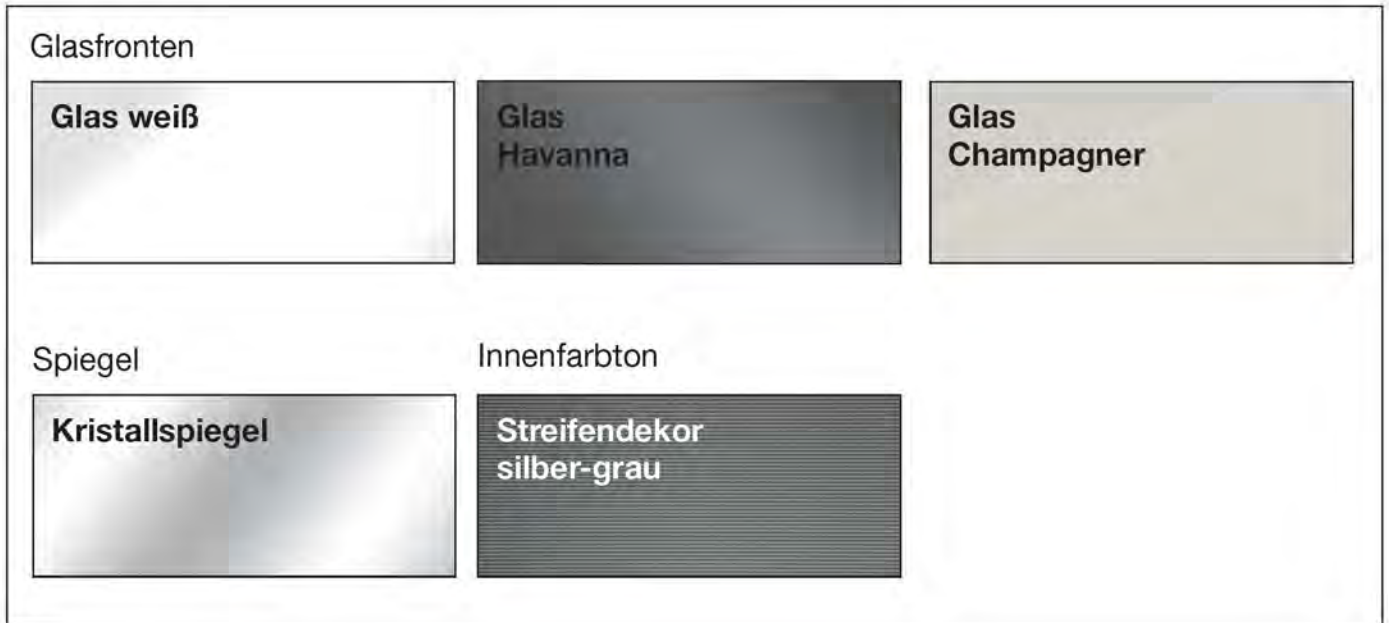 Glasfronten
Glas weiß
Glas
Havanna
Glas
Champagner
Spiegel
Innenfarbton
Kristallspiegel
Streifendekor
silber-grau